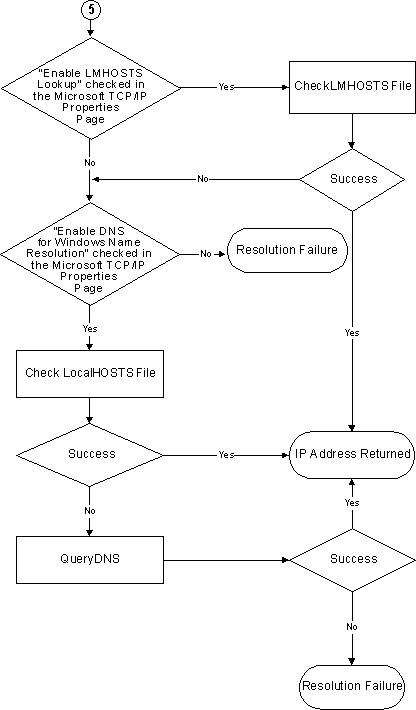 5
"Enable LMHOSTS
Lookup" checked in
the Microsoft TCP/IP
Properties
Page
Yes
CheckLMHOSTS File
No
Success
No
"Enable DNS
for Windows Name
Resolution" checked in
the Microsoft TCP/IP
Properties
Page
No
Resolution Failure
Yes
Yes
Check LocalHOSTS File
Success
Yes
IP Address Returned
No
Yes
QueryDNS
Success
No
Resolution Failure